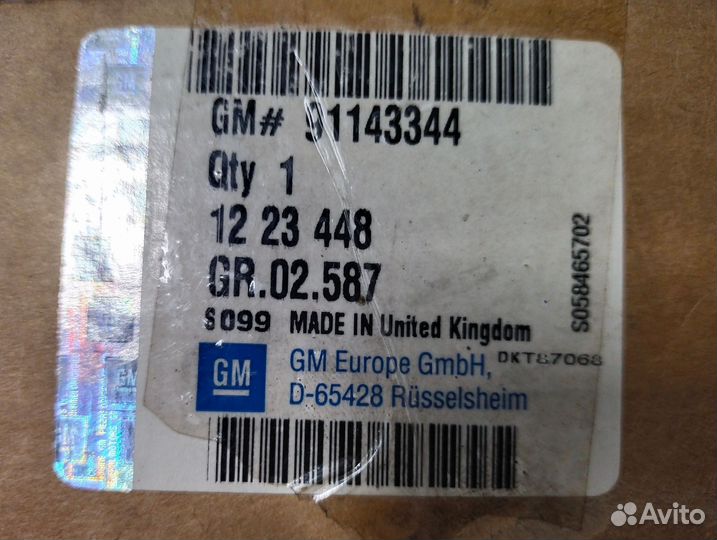 GM# 91143344
Qty 1
12 23 448
GR.02.587
S099 MADE IN United Kingdom
DKT87068
GM
GM Europe GmbH,
D-65428 Rüsselsheim
S058465702
GM
Avito